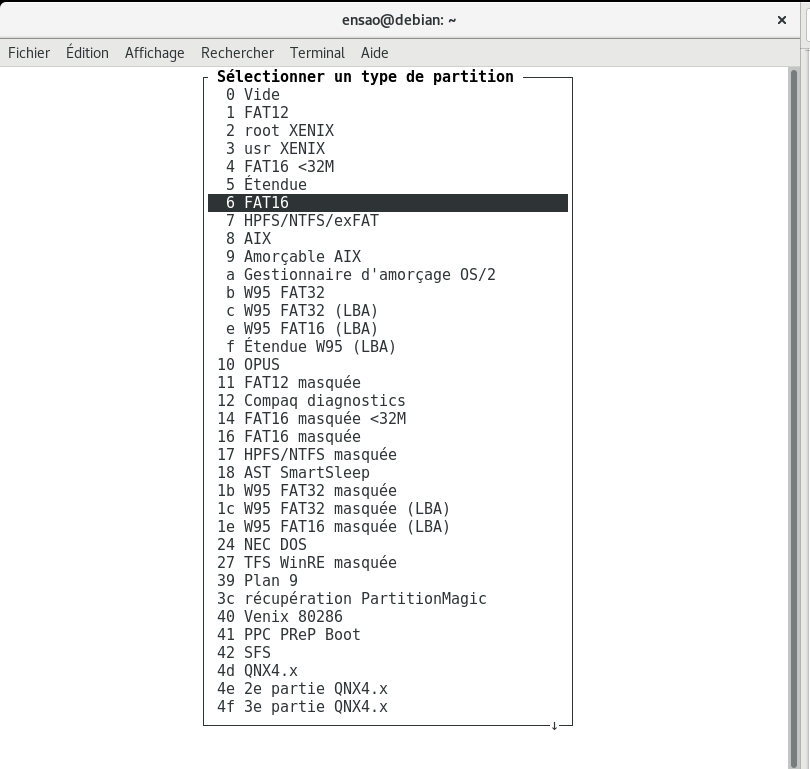 ensao@debian: ~
Fichier Édition Affichage Rechercher Terminal Aide
Sélectionner un type de partition
0 Vide
1 FAT12
2 root XENIX
3 usr XENIX
4 FAT16 <32M
5 Étendue
6 FAT16
7 HPFS/NTFS/exFAT
8 AIX
9 Amorçable AIX
a Gestionnaire d'amorçage OS/2
b W95 FAT32
c W95 FAT32 (LBA)
e W95 FAT16 (LBA)
f Étendue W95 (LBA)
10 OPUS
11 FAT12 masquée
12 Compaq diagnostics
14 FAT16 masquée <32M
16 FAT16 masquée
17 HPFS/NTFS masquée
18 AST SmartSleep
1b W95 FAT32 masquée
1c W95 FAT32 masquée (LBA)
1e W95 FAT16 masquée (LBA)
24 NEC DOS
27 TFS WinRE masquée
39 Plan 9
3c récupération PartitionMagic
40 Venix 80286
41 PPC PReP Boot
42 SFS
4d QNX4.x
4e 2e partie QNX4.x
4f 3e partie QNX4.x